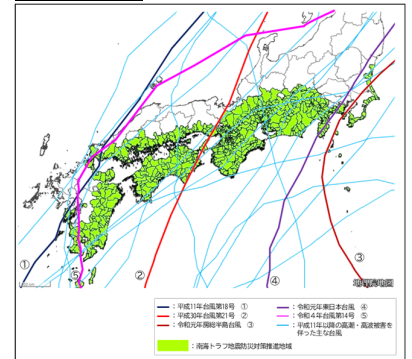 ①
⑤
②
④
③
地理院地図
：平成11年台風第18号 ①
：平成30年台風第21号 ②
：令和元年房総半島台風 ③
：令和元年東日本台風 ④
：令和４年台風第14号 ⑤
：平成11年以降の高潮・高波被害を
伴った主な台風
：南海トラフ地震防災対策推進地域